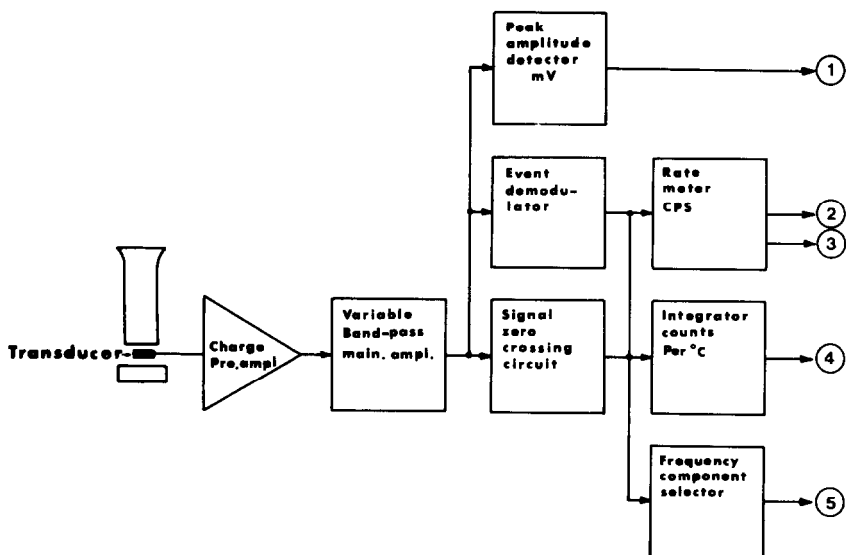 Peak
amplitude
detector
mV
1
Event
demodu-
lator
Rate
meter
CPS
2
3
Transducer
Charge
Pre.ampl
Variable
Band-pass
main. ampl.
Signal
zero
crossing
circuit
Integrator
counts
Per °C
4
Frequency
component
selector
5